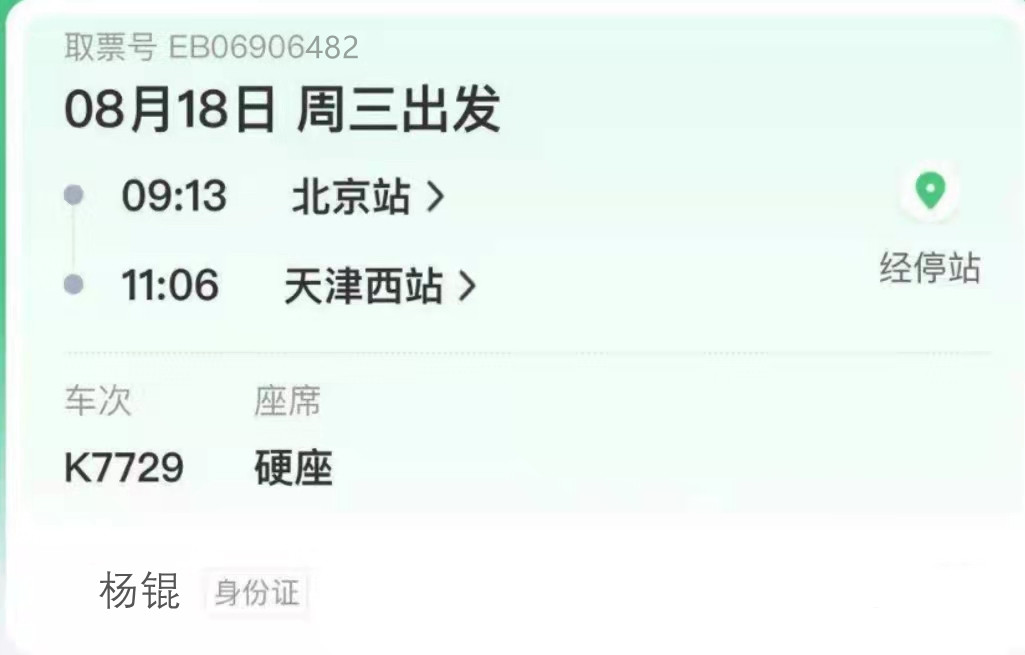 取票号 EB06906482
08月18日 周三出发
09:13 北京站
11:06 天津西站
经停站
车次 座席
K7729 硬座
杨锟 身份证